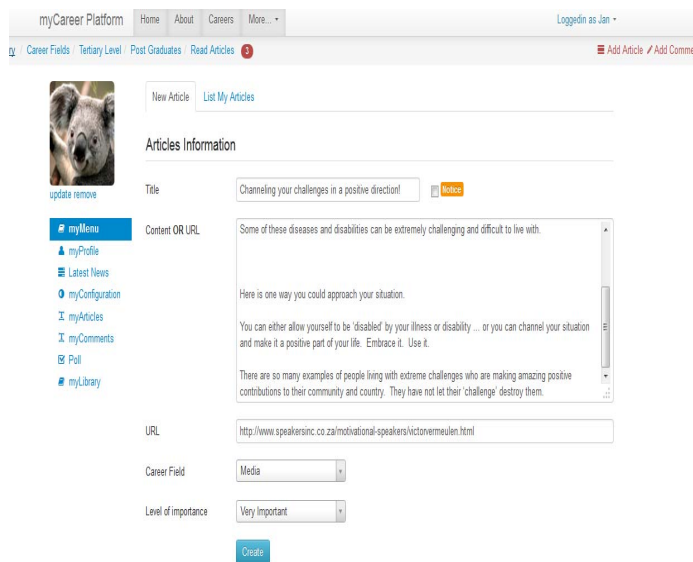 myCareer Platform Home About Careers More... Loggedin as Jan
ry / Career Fields / Tertiary Level / Post Graduates / Read Articles 3 Add Article Add Comme
New Article List My Articles
Articles Information
update remove
Title Channeling your challenges in a positive direction! Notice
myMenu
myProfile
Latest News
myConfiguration
myArticles
myComments
Poll
myLibrary
Content OR URL Some of these diseases and disabilities can be extremely challenging and difficult to live with.
Here is one way you could approach your situation.
You can either allow yourself to be 'disabled' by your illness or disability ... or you can channel your situation
and make it a positive part of your life. Embrace it. Use it.
There are so many examples of people living with extreme challenges who are making amazing positive
contributions to their community and country. They have not let their 'challenge' destroy them.
URL http://www.speakersinc.co.za/motivational-speakers/victorvermeulen.html
Career Field Media
Level of importance Very Important
Create